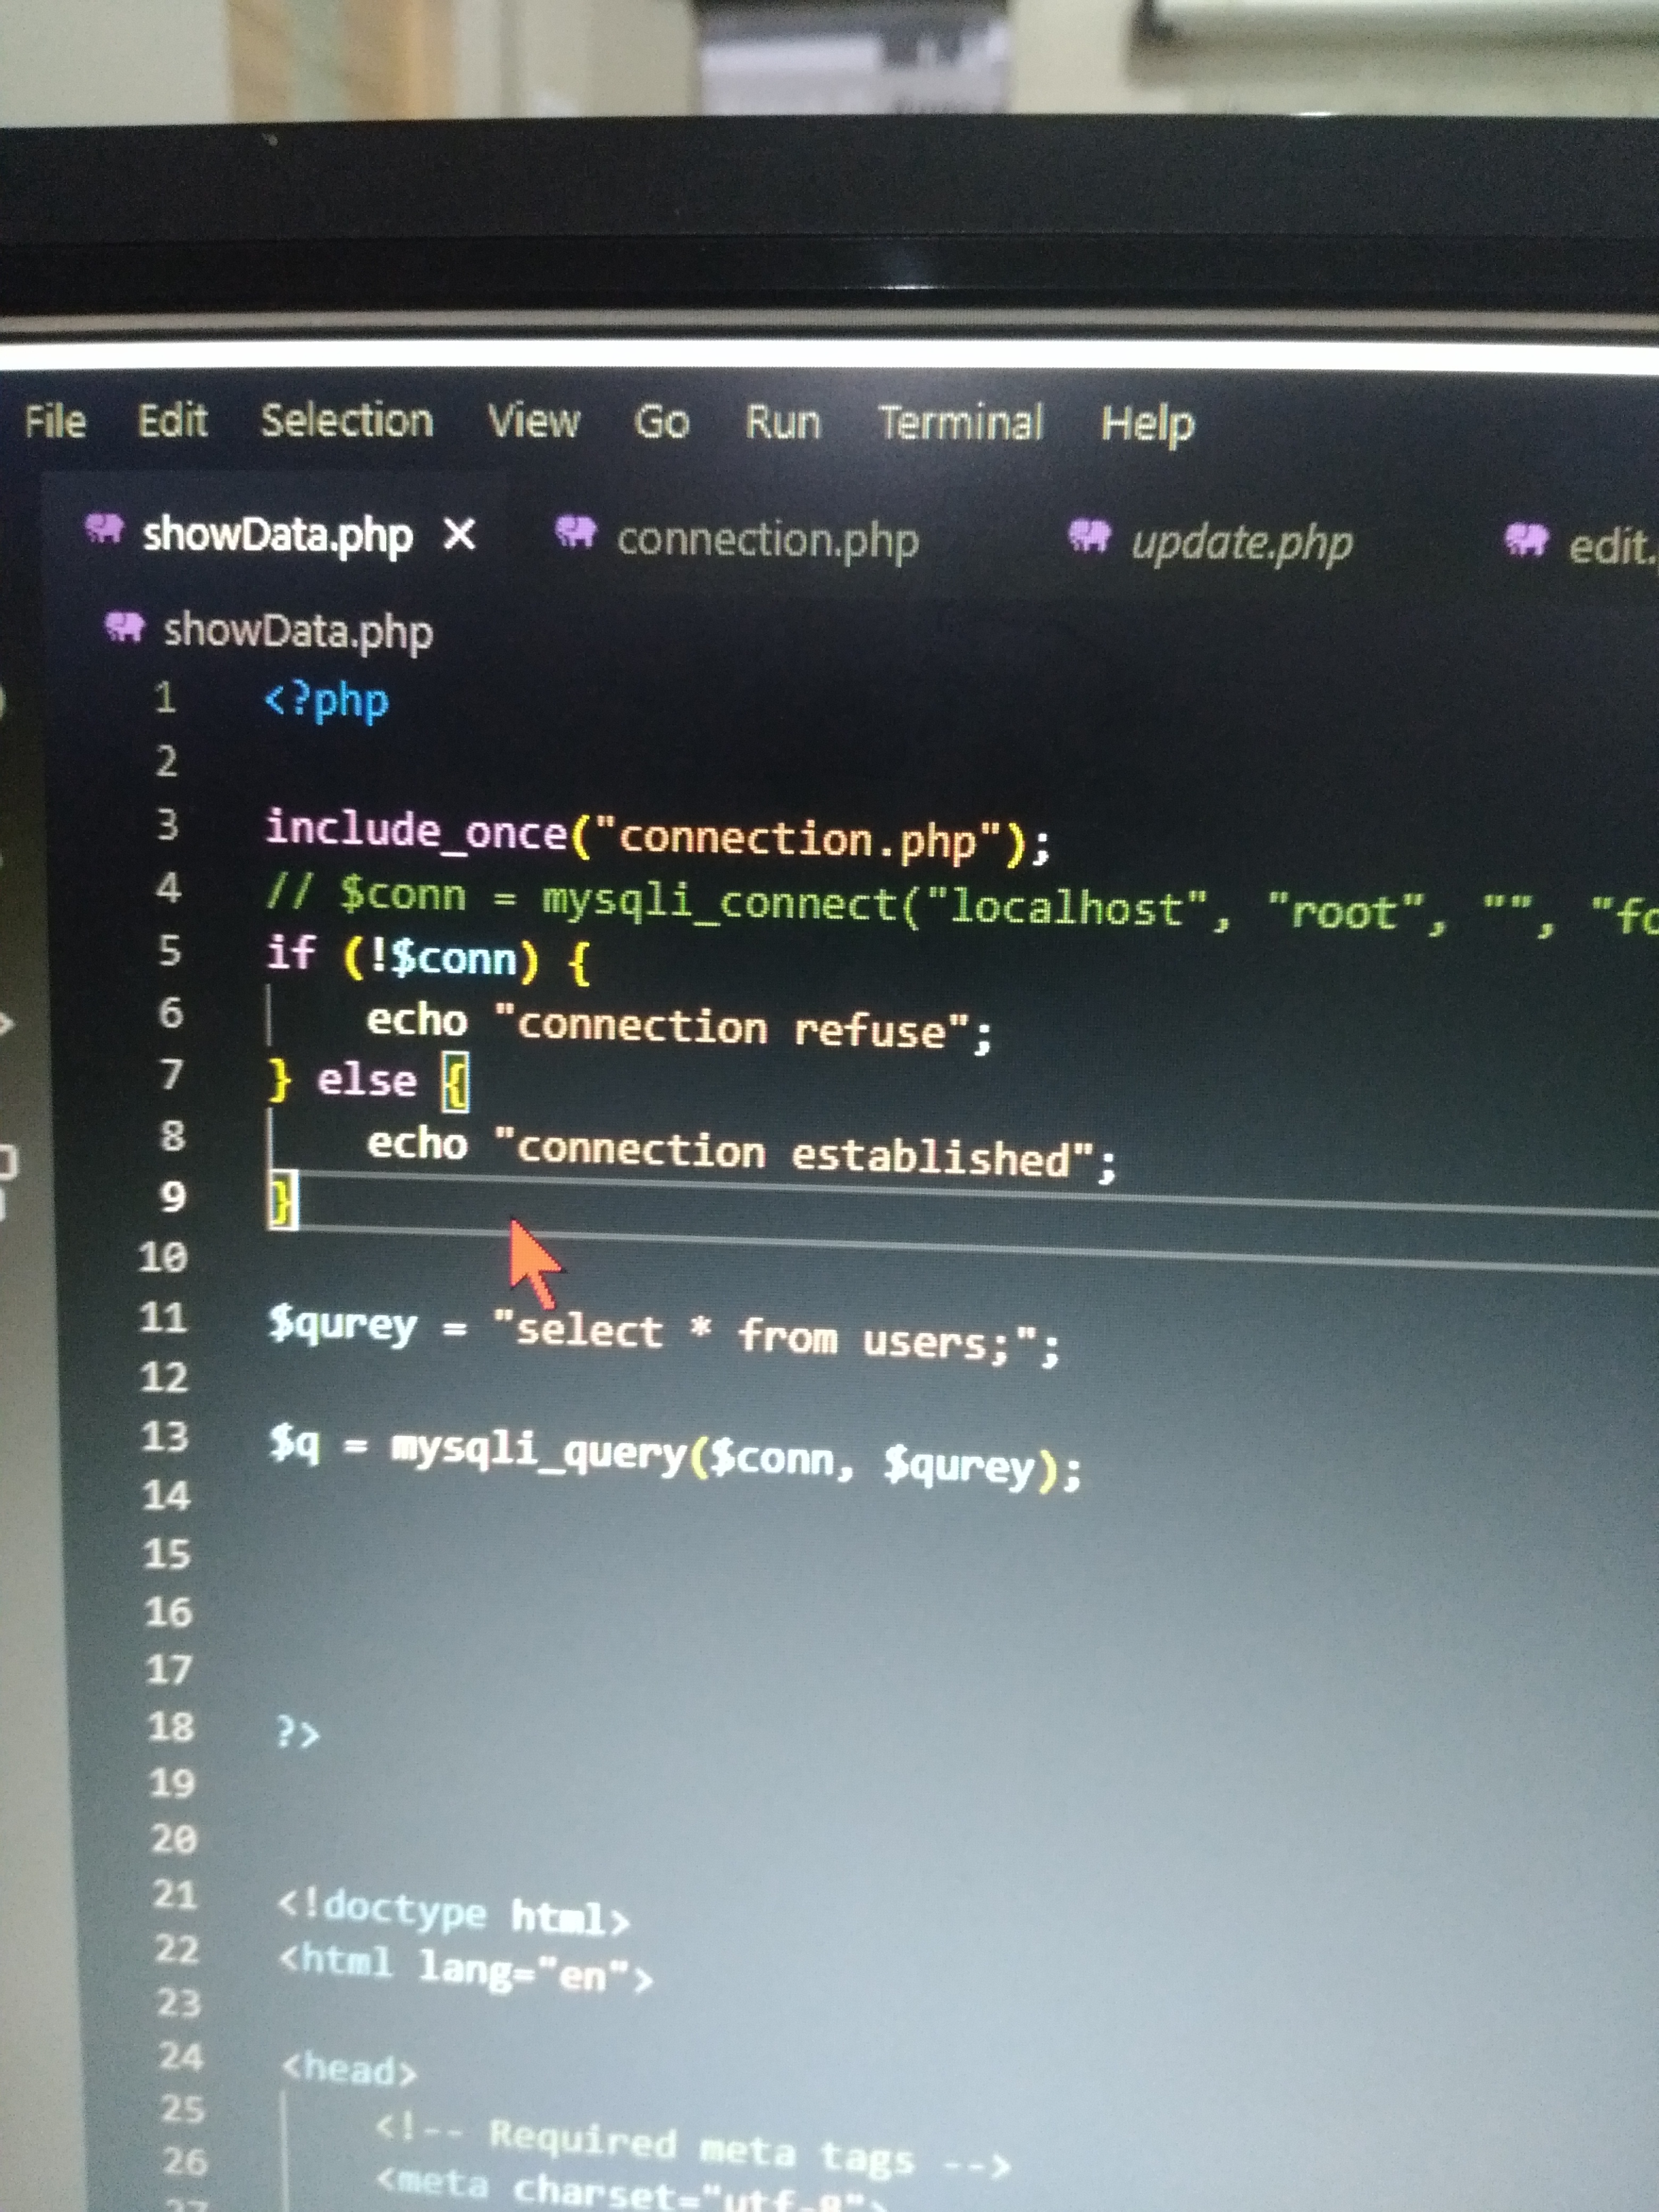 File Edit Selection View Go Run Terminal Help
showData.php × connection.php update.php edit.
showData.php
1 <?php
2
3 include_once("connection.php");
4 // $conn = mysqli_connect("localhost", "root", "", "fo
5 if (!$conn) {
6 echo "connection refuse";
7 } else {
8 echo "connection established";
9 }
10
11 $qurey = "select * from users;";
12
13 $q = mysqli_query($conn, $qurey);
14
15
16
17
18 ?>
19
20
21 <!doctype html>
22 <html lang="en">
23
24 <head>
25 <!-- Required meta tags -->
26 <meta charset="utf-8">
27